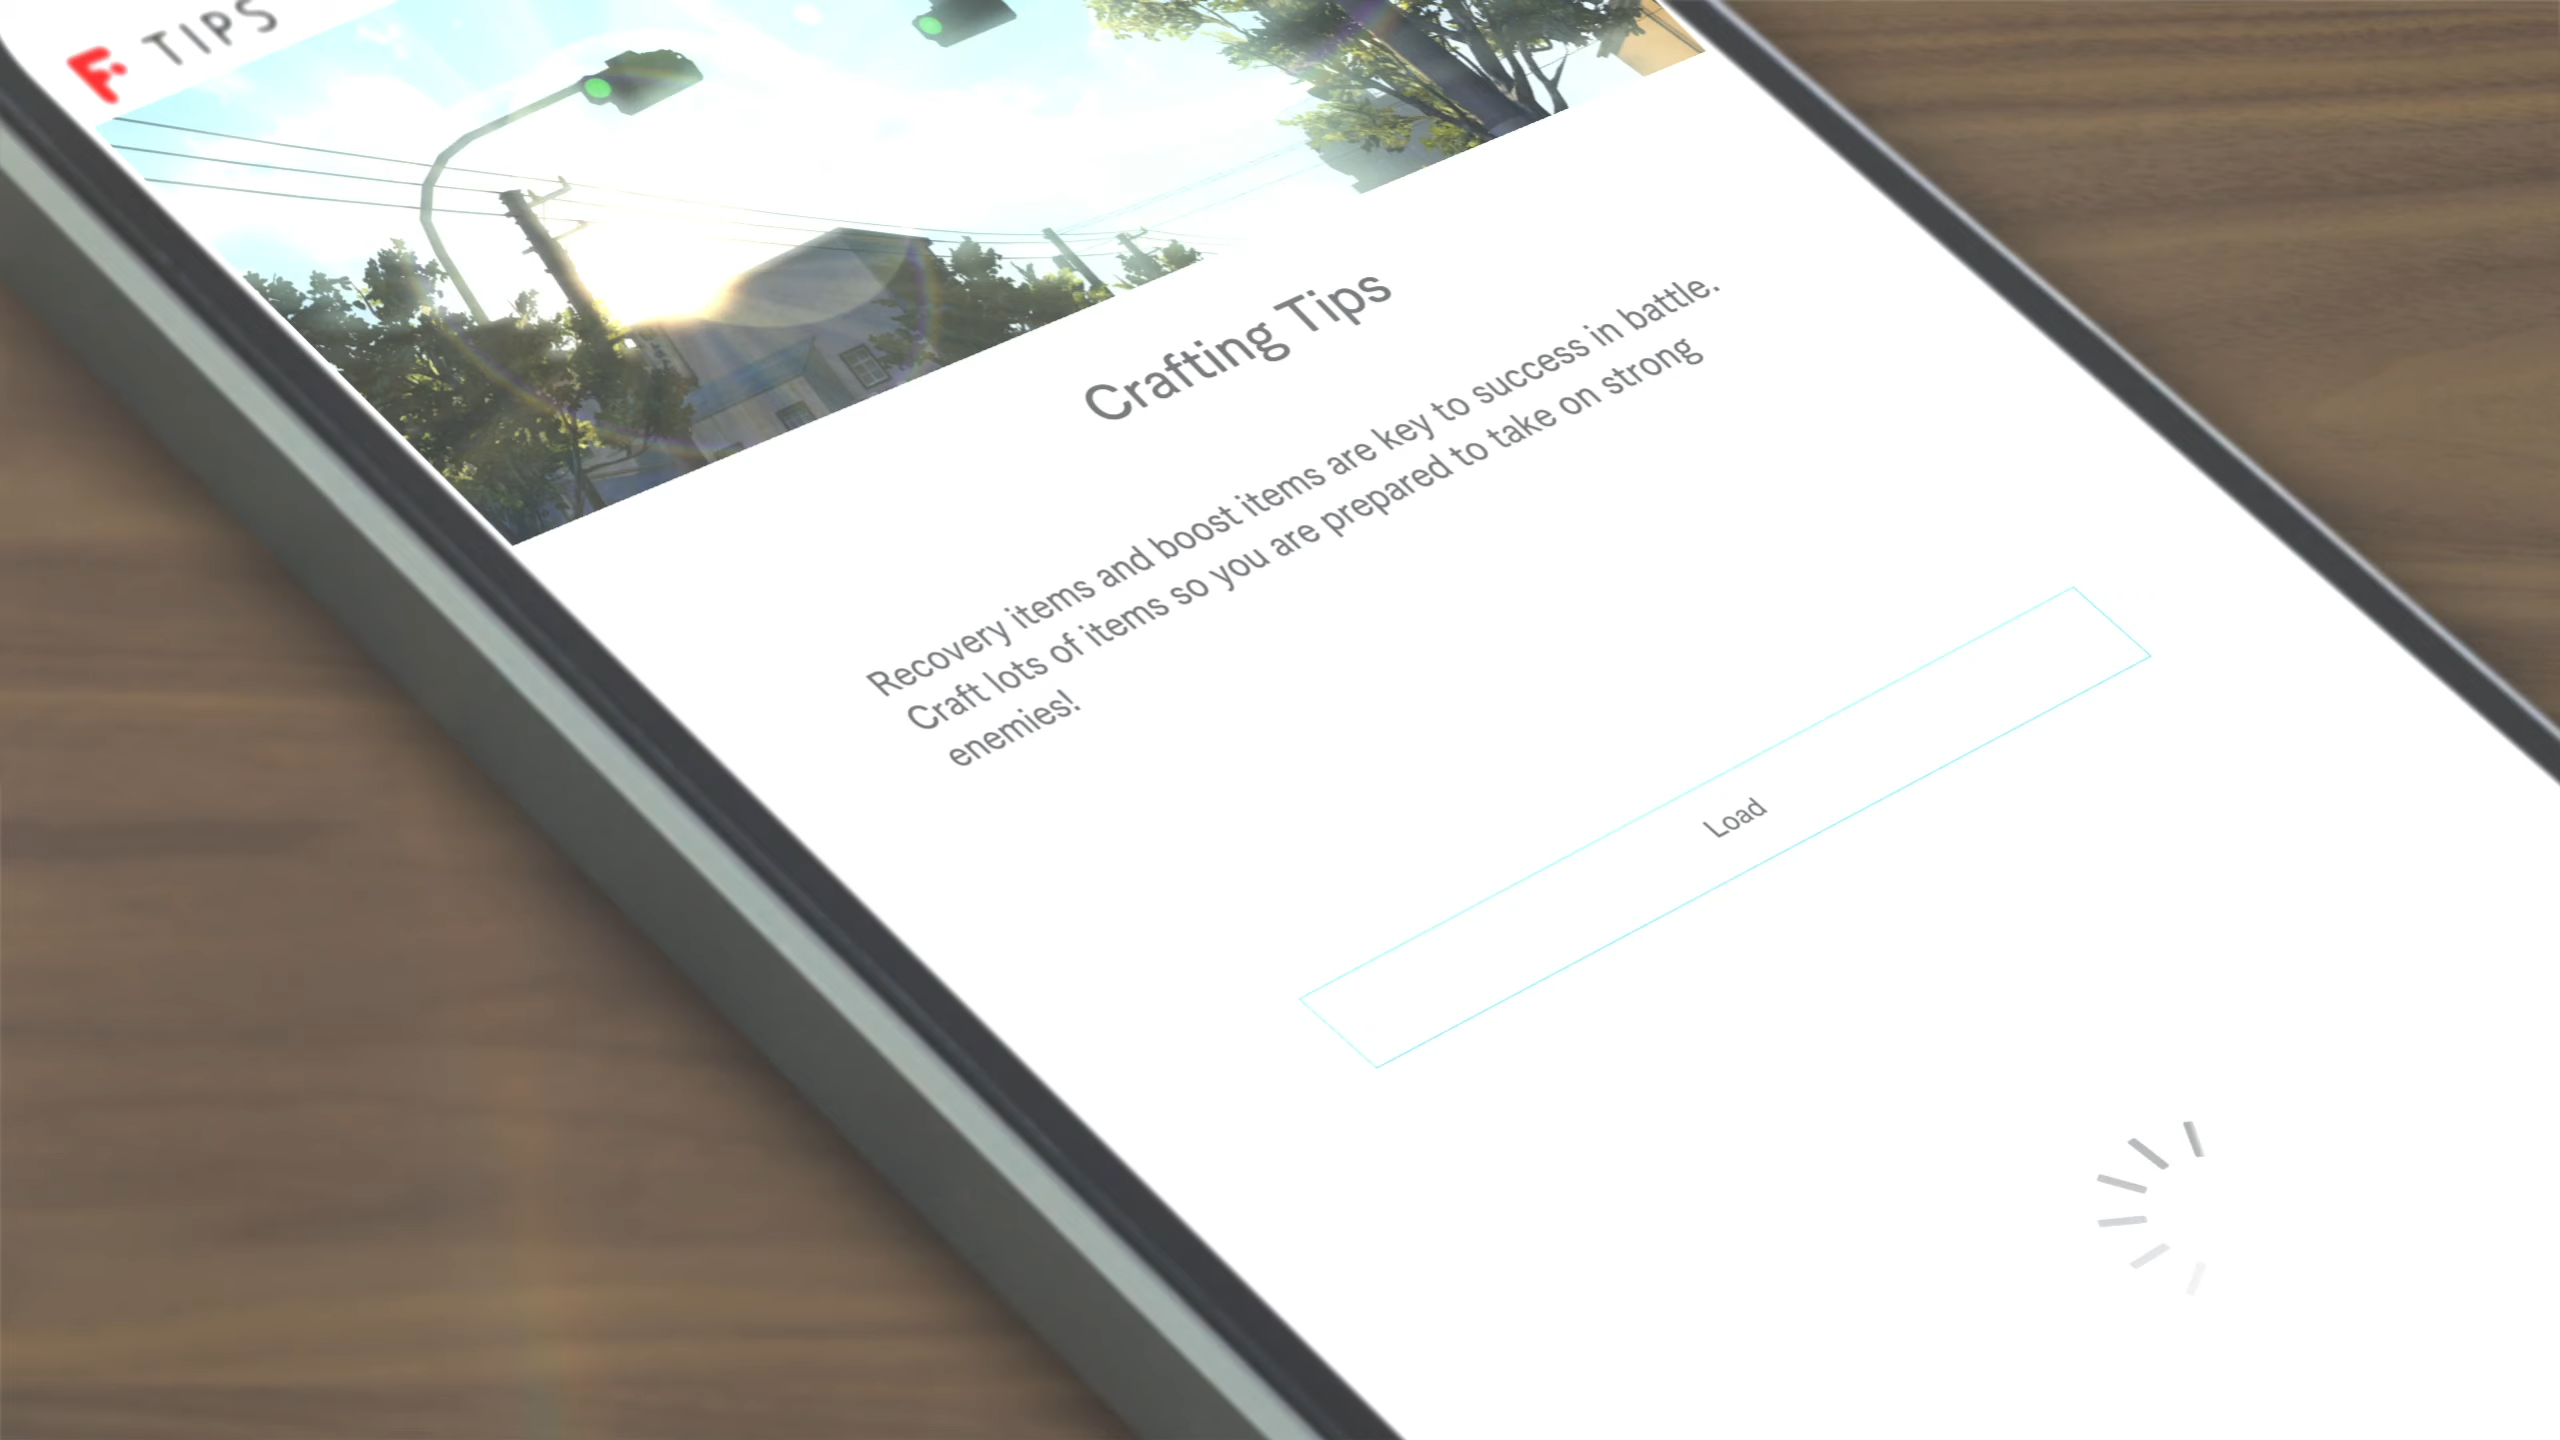 TIPS
Crafting Tips
Recovery items and boost items are key to success in battle.
Craft lots of items so you are prepared to take on strong
enemies!
Load